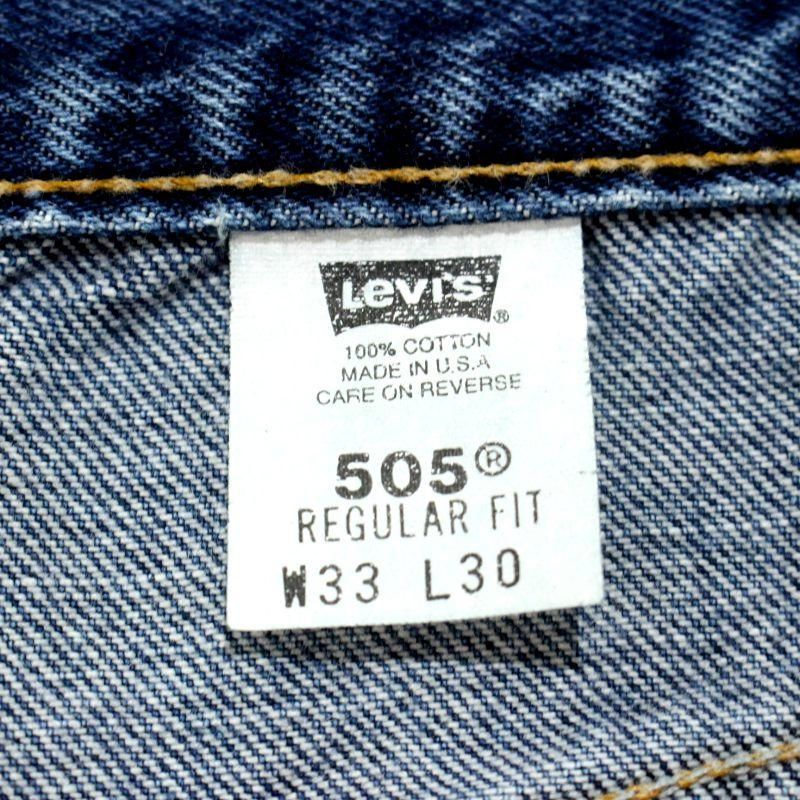 Levi's®
100% COTTON
MADE IN U.S.A
CARE ON REVERSE
505®
REGULAR FIT
W33 L30